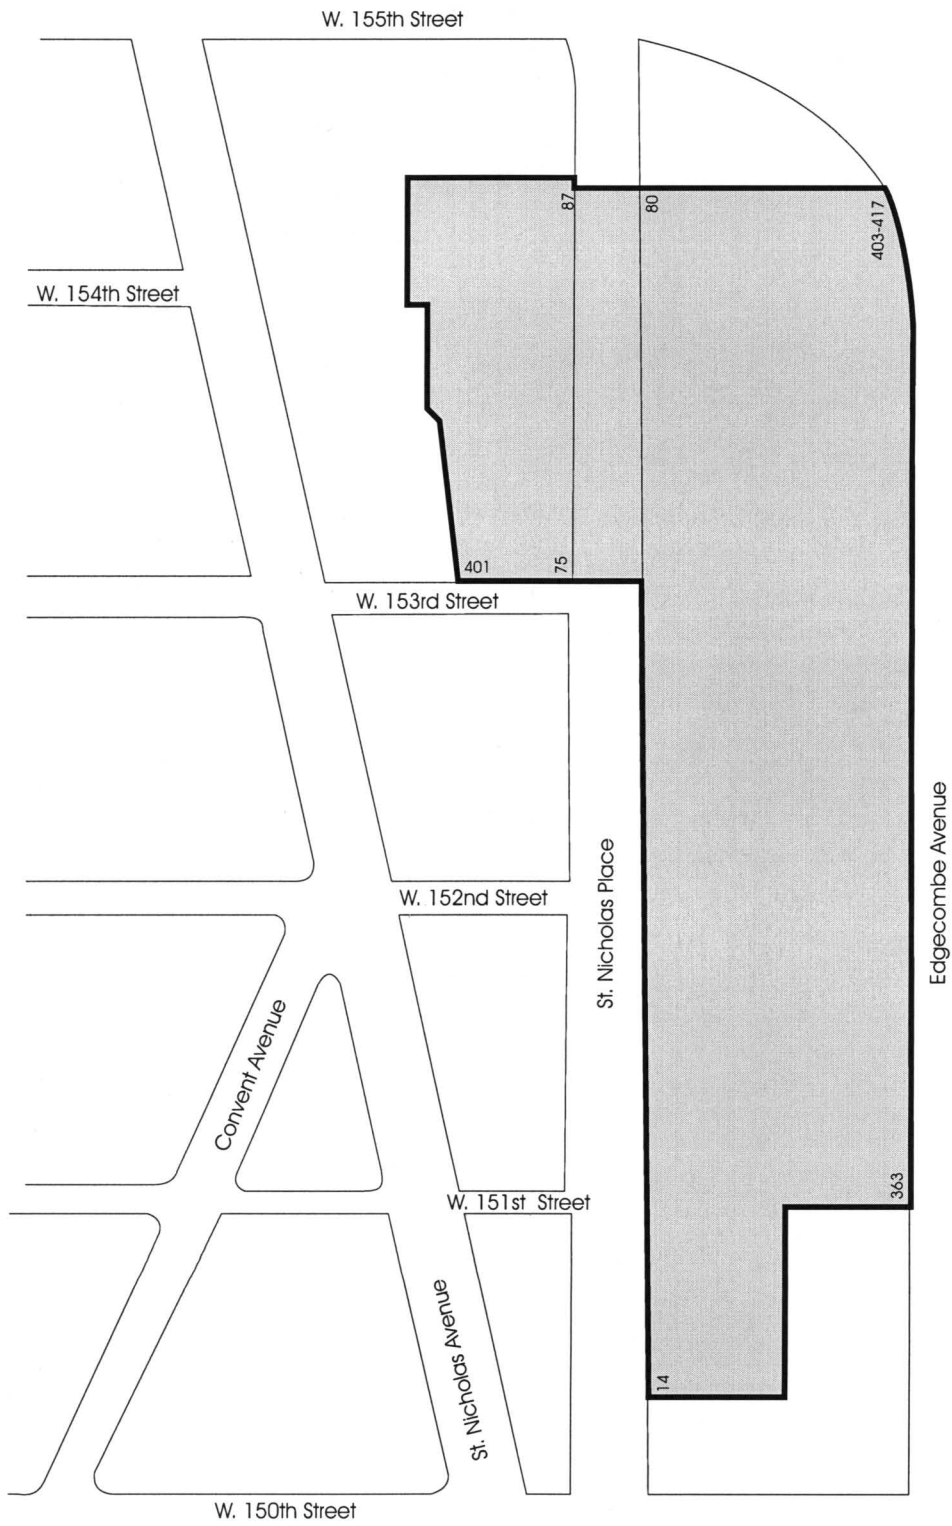 W. 155th Street
87
80
403-417
W. 154th Street
401
75
W. 153rd Street
St. Nicholas Place
Edgecombe Avenue
W. 152nd Street
Convent Avenue
363
W. 151st Street
St. Nicholas Avenue
14
W. 150th Street